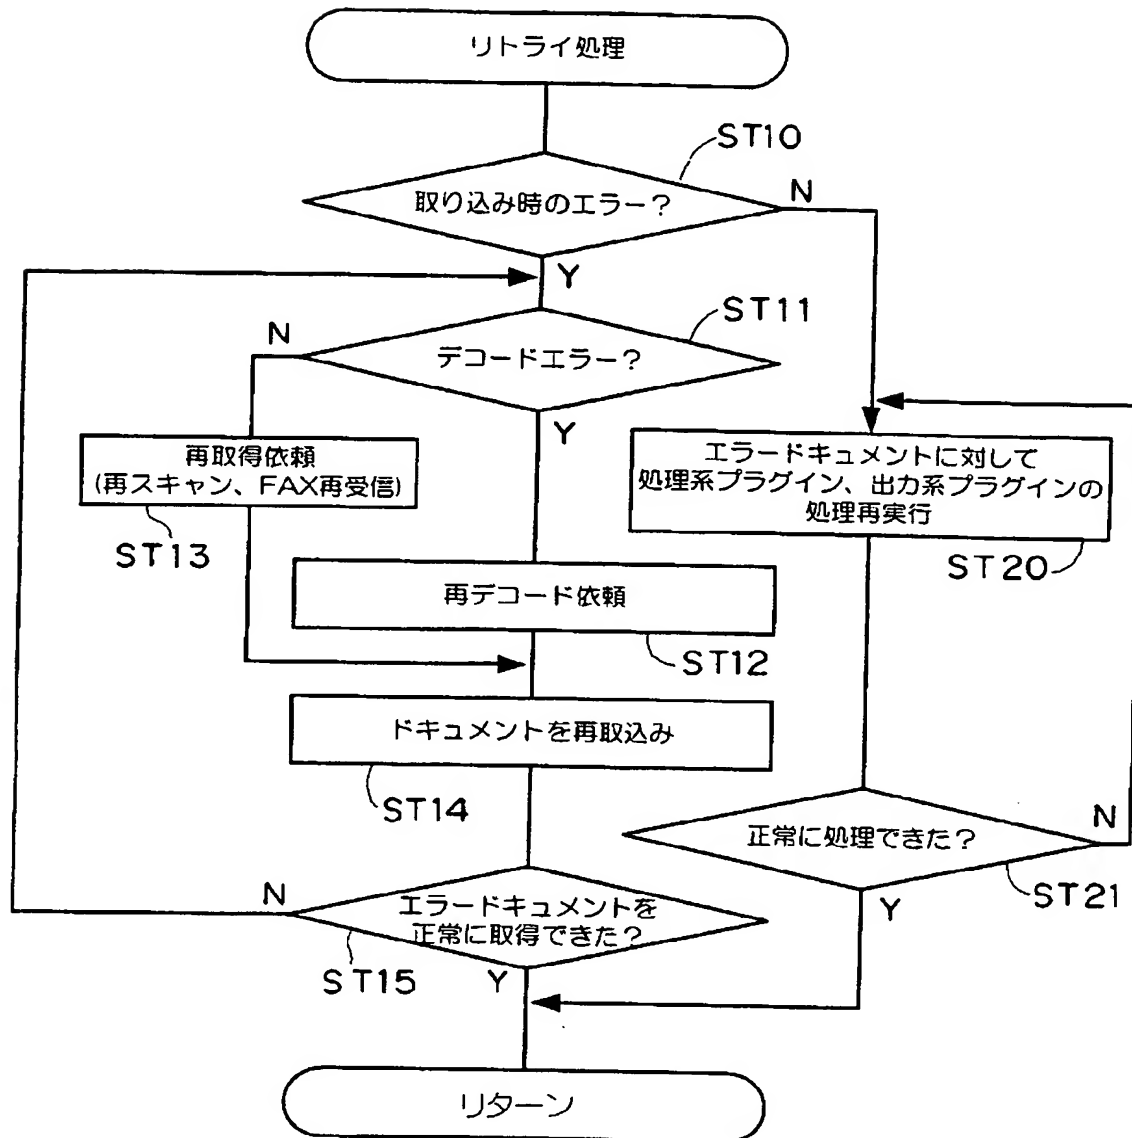 リトライ処理
ST10
取り込み時のエラー?
N
Y
ST11
N
デコードエラー?
Y
再取得依頼
(再スキャン、FAX再受信)
ST13
エラードキュメントに対して
処理系プラグイン、出力系プラグインの
処理再実行
ST20
再デコード依頼
ST12
ドキュメントを再取込み
ST14
正常に処理できた?
N
ST21
Y
N
エラードキュメントを
正常に取得できた?
ST15
Y
リターン